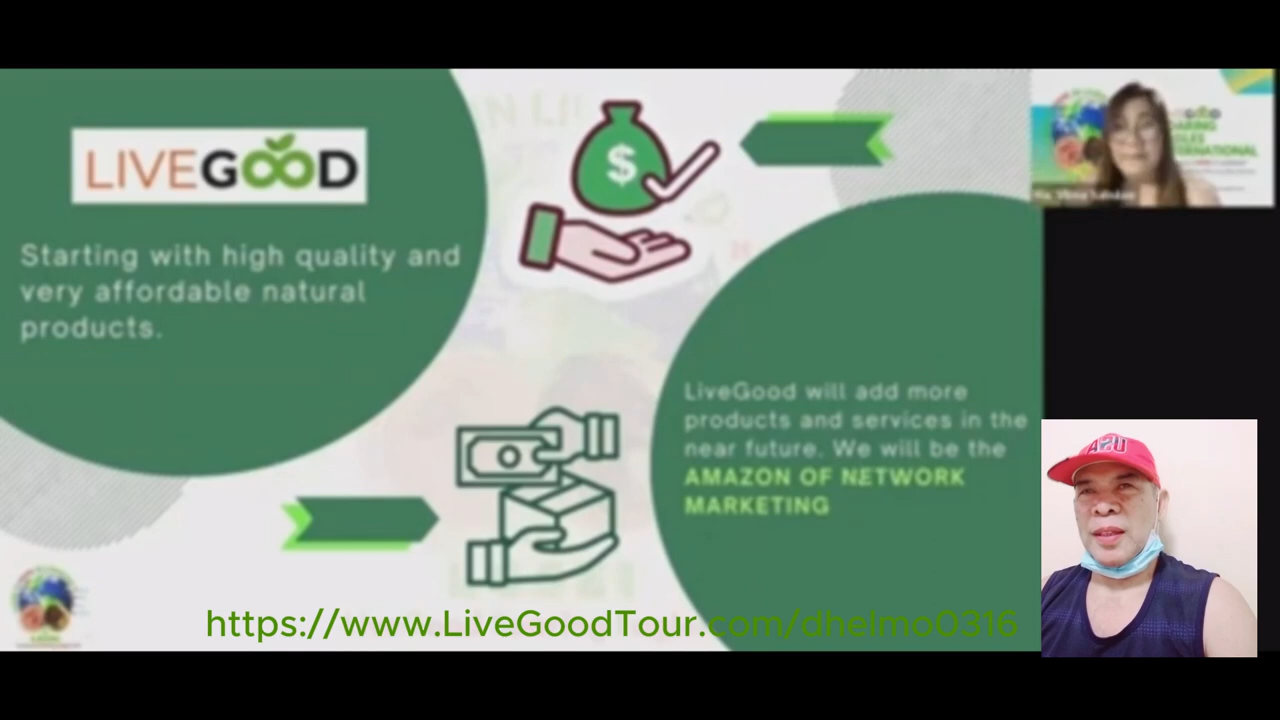 LIVEGOOD
Starting with high quality and
very affordable natural
products.
$
LiveGood will add more
products and services in the
near future. We will be the
AMAZON OF NETWORK
MARKETING
https://www.LiveGoodTour.com/dhelmo0316